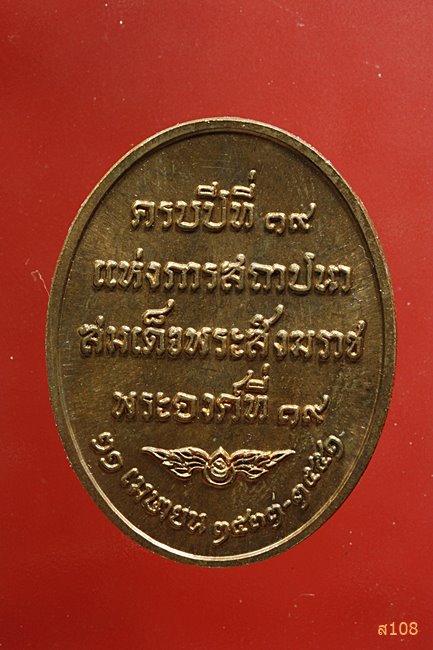 ครบปีที่ ๑๙
แห่งการสถาปนา
สมเด็จพระสังฆราช
พระองค์ที่ ๑๙
๒๑ เมษายน ๒๕๓๒-๒๕๕๑
ส108